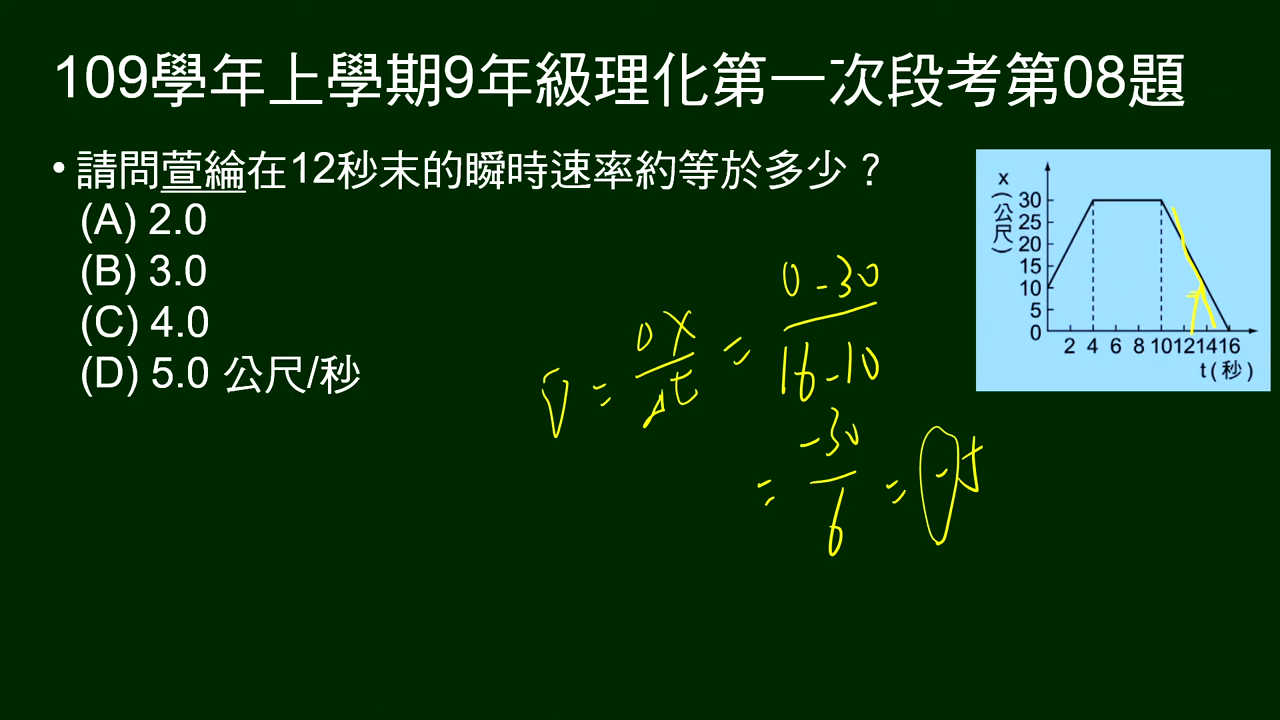 109學年上學期9年級理化第一次段考第08題
• 請問萱綸在12秒末的瞬時速率約等於多少？
(A) 2.0
(B) 3.0
(C) 4.0
(D) 5.0 公尺/秒
x
(公尺)
30
25
20
15
10
5
0
2 4 6 8 10 12 14 16
t(秒)
v̄ = Δx/Δt = 0-30/16-10
= -30/6 = -5